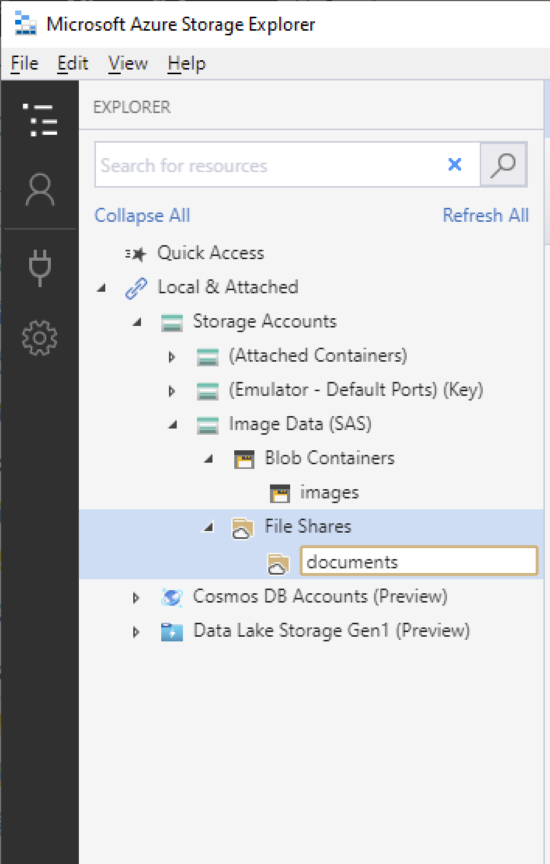 Microsoft Azure Storage Explorer
File Edit View Help
EXPLORER
Search for resources
Collapse All Refresh All
Quick Access
Local & Attached
Storage Accounts
(Attached Containers)
(Emulator - Default Ports) (Key)
Image Data (SAS)
Blob Containers
images
File Shares
documents
Cosmos DB Accounts (Preview)
Data Lake Storage Gen1 (Preview)